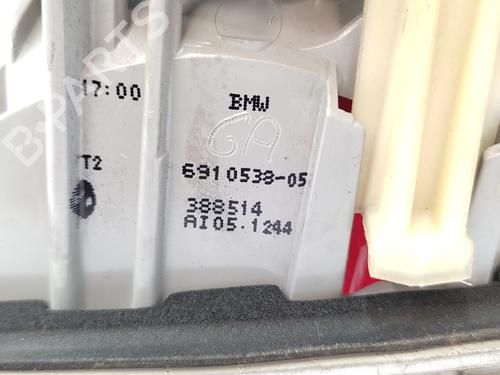 17:00
BMW
GA
T2
6910538-05
388514
AI05.1244
B-PARTS